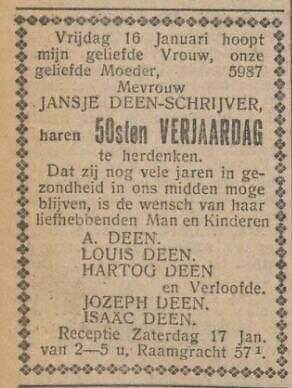 Vrijdag 16 Januari hoopt
mijn geliefde Vrouw, onze
geliefde Moeder, 5987
Mevrouw
JANSJE DEEN-SCHRIJVER,
haren 50sten VERJAARDAG
te herdenken.
Dat zij nog vele jaren in ge-
zondheid in ons midden moge
blijven, is de wensch van haar
liefhebbenden Man en Kinderen
A. DEEN.
LOUIS DEEN.
HARTOG DEEN
en Verloofde.
JOZEPH DEEN.
ISAÄC DEEN.
Receptie Zaterdag 17 Jan.
van 2—5 u, Raamgracht 57 1.